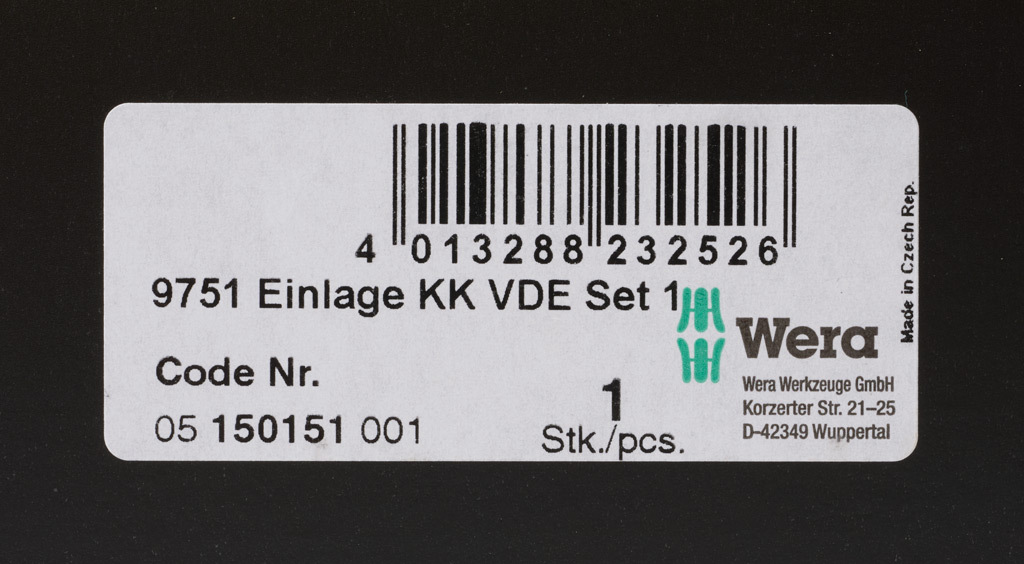 4 013288 232526
9751 Einlage KK VDE Set 1
Code Nr.
05 150151 001
1
Stk./pcs.
Wera
Wera Werkzeuge GmbH
Korzerter Str. 21–25
D-42349 Wuppertal
Made in Czech Rep.